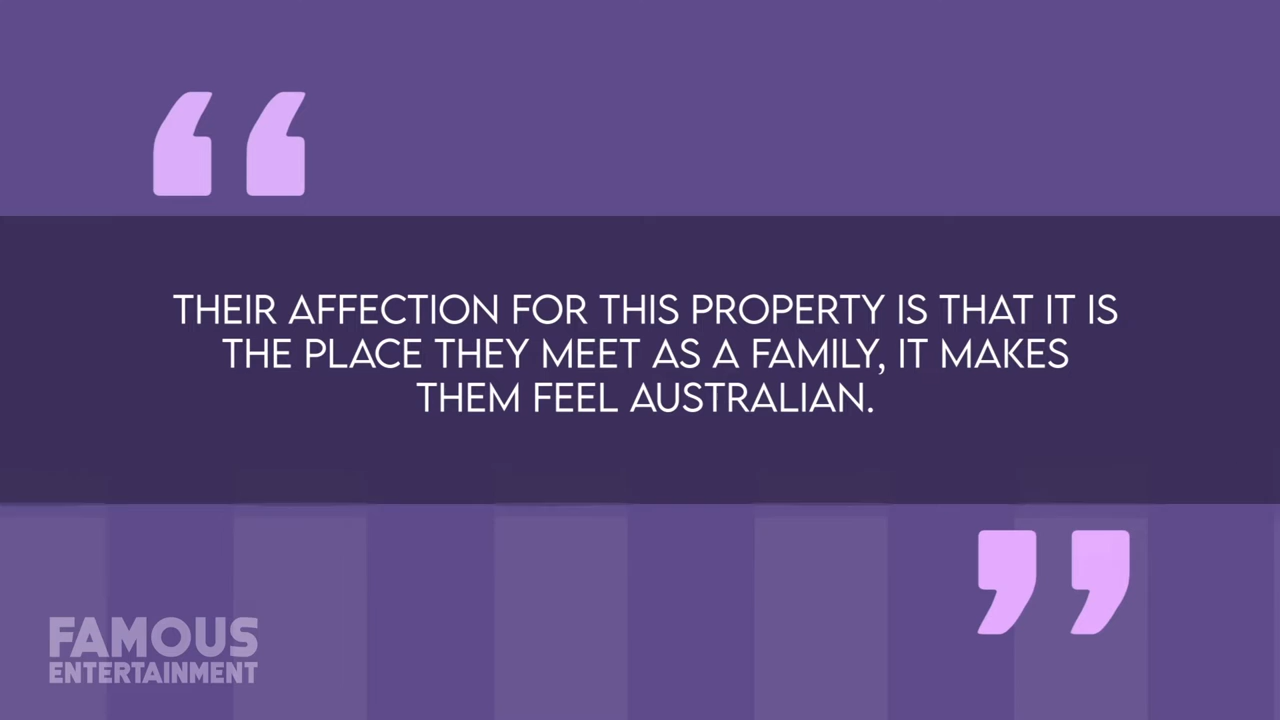 THEIR AFFECTION FOR THIS PROPERTY IS THAT IT IS
THE PLACE THEY MEET AS A FAMILY, IT MAKES
THEM FEEL AUSTRALIAN.
FAMOUS
ENTERTAINMENT